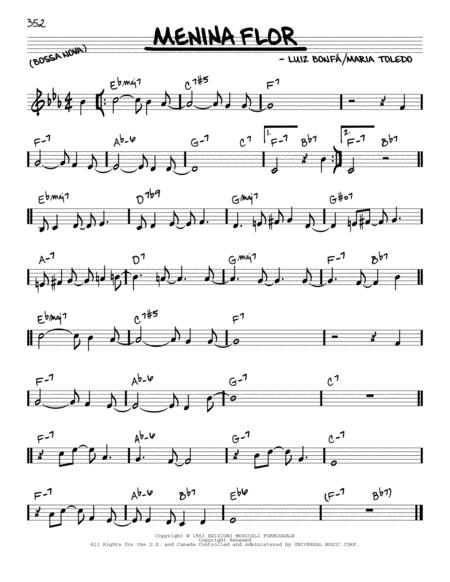 352
MENINA FLOR
(BOSSA NOVA)
- LUIZ BONFÁ/MARIA TOLEDO
Ebmaj7 C7#5 F7
F-7 Ab-6 G-7 C7 1. F-7 Bb7 2. F-7 Bb7
Ebmaj7 D7b9 Gmaj7 G#o7
A-7 D7 Gmaj7 F-7 Bb7
Ebmaj7 C7#5 F7
F-7 Ab-6 G-7 C7
F-7 Ab-6 G-7 C-7
F-7 Ab-6 Bb7 Eb6 (F-7 Bb7)
Copyright © 1963 EDIZIONI MUSICALI FORMIDABLE
Copyright Renewed
All Rights for the U.S. and Canada Controlled and Administered by UNIVERSAL MUSIC CORP.